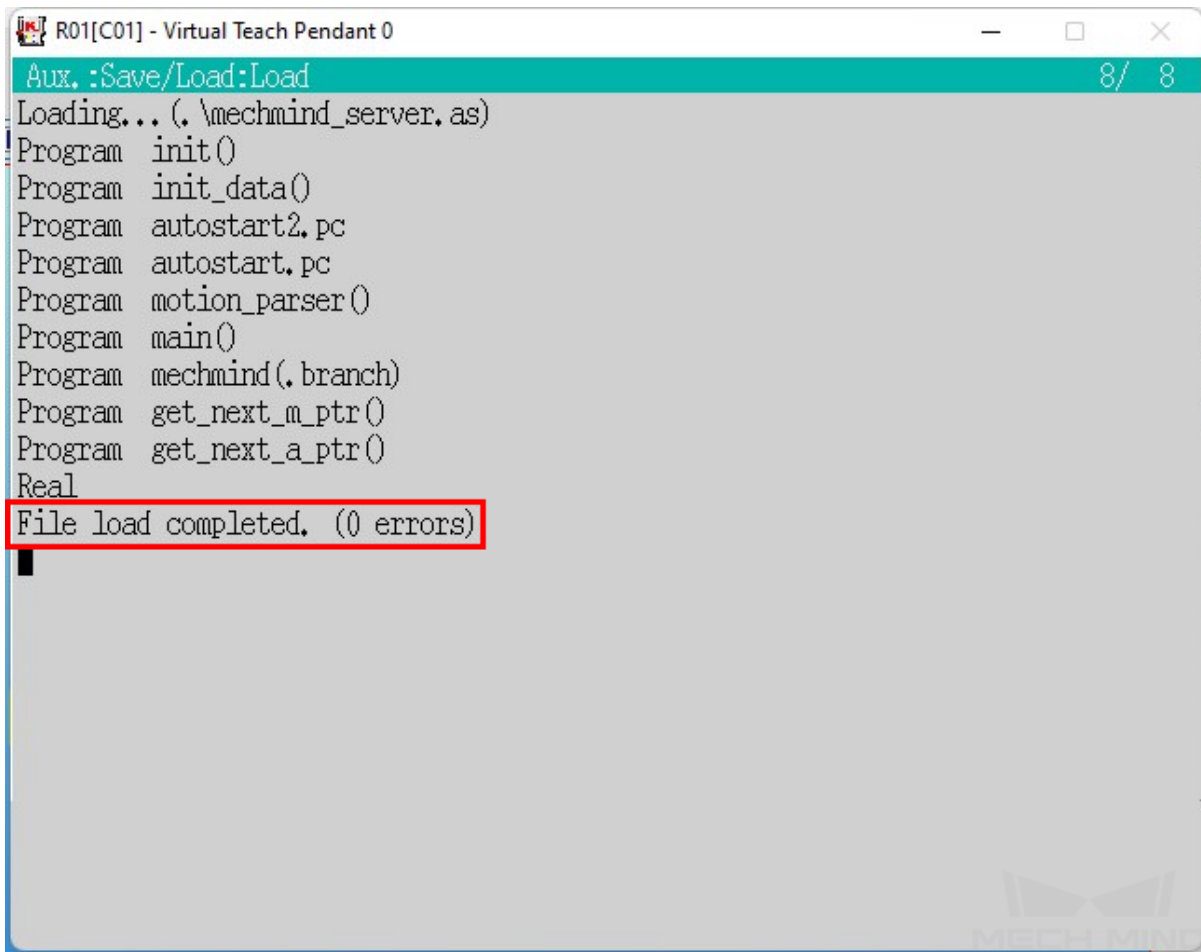 R01[C01] - Virtual Teach Pendant 0
Aux.:Save/Load:Load 8/ 8
Loading...(.\mechmind_server.as)
Program init()
Program init_data()
Program autostart2.pc
Program autostart.pc
Program motion_parser()
Program main()
Program mechmind(.branch)
Program get_next_m_ptr()
Program get_next_a_ptr()
Real
File load completed. (0 errors)
MECH MIND